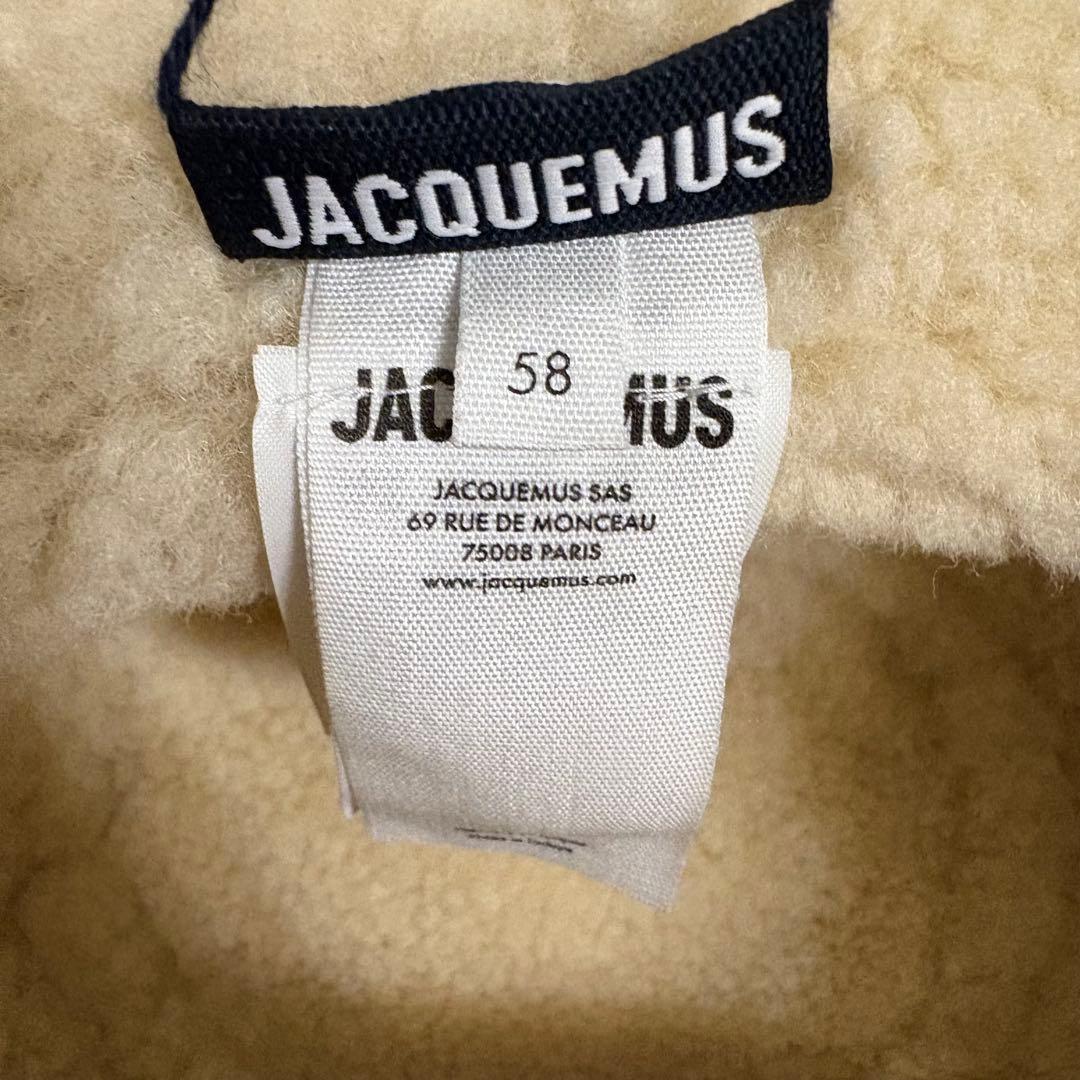 JACQUEMUS
58
JAC MUS
JACQUEMUS SAS
69 RUE DE MONCEAU
75008 PARIS
www.jacquemus.com